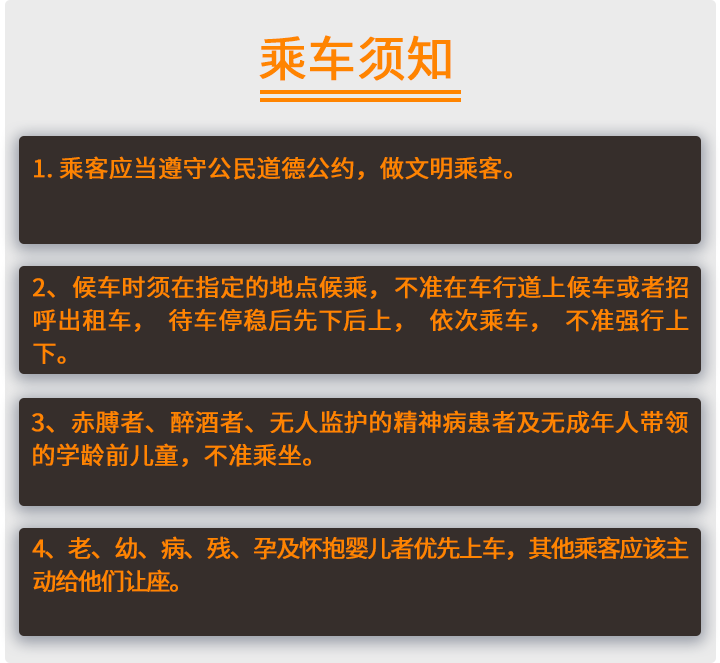 乘车须知
1. 乘客应当遵守公民道德公约，做文明乘客。
2、候车时须在指定的地点候乘，不准在车行道上候车或者招
呼出租车， 待车停稳后先下后上， 依次乘车， 不准强行上
下。
3、赤膊者、醉酒者、无人监护的精神病患者及无成年人带领
的学龄前儿童，不准乘坐。
4、老、幼、病、残、孕及怀抱婴儿者优先上车，其他乘客应该主
动给他们让座。